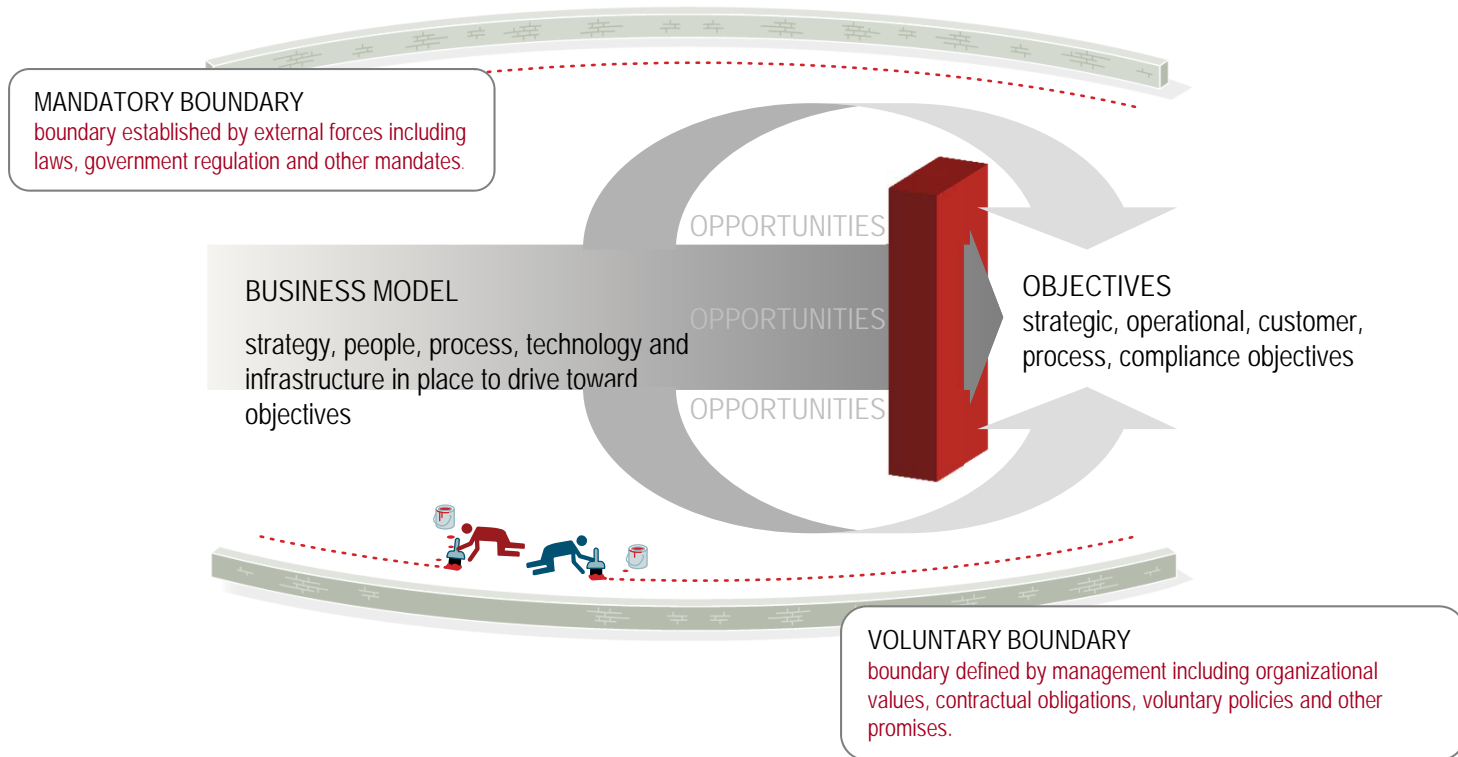 MANDATORY BOUNDARY
boundary established by external forces including
laws, government regulation and other mandates.
OPPORTUNITIES
BUSINESS MODEL
strategy, people, process, technology and
infrastructure in place to drive toward
objectives
OPPORTUNITIES
OPPORTUNITIES
OBJECTIVES
strategic, operational, customer,
process, compliance objectives
VOLUNTARY BOUNDARY
boundary defined by management including organizational
values, contractual obligations, voluntary policies and other
promises.